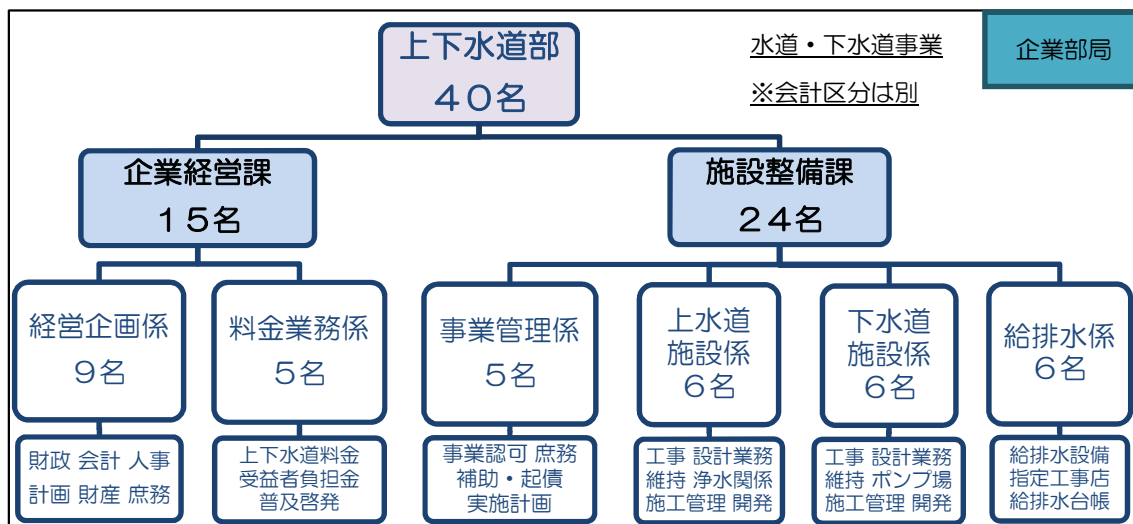 上下水道部
４０名
水道・下水道事業
※会計区分は別
企業部局
企業経営課
１５名
施設整備課
２４名
経営企画係
９名
料金業務係
５名
事業管理係
５名
上水道
施設係
６名
下水道
施設係
６名
給排水係
６名
財政 会計 人事
計画 財産 庶務
上下水道料金
受益者負担金
普及啓発
事業認可 庶務
補助・起債
実施計画
工事 設計業務
維持 浄水関係
施工管理 開発
工事 設計業務
維持 ポンプ場
施工管理 開発
給排水設備
指定工事店
給排水台帳